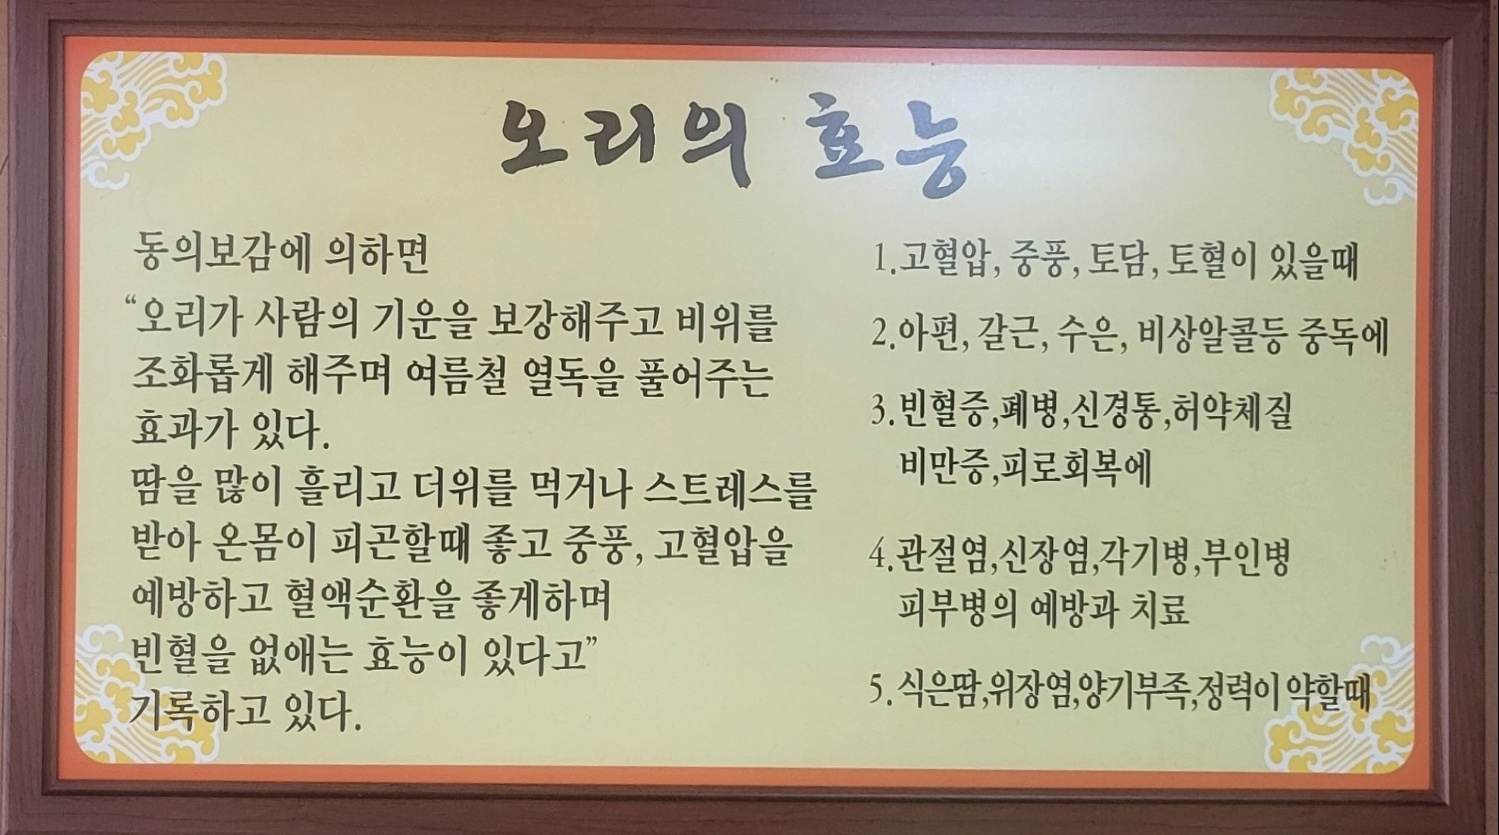 오리의 효능
동의보감에 의하면
“오리가 사람의 기운을 보강해주고 비위를
조화롭게 해주며 여름철 열독을 풀어주는
효과가 있다.
땀을 많이 흘리고 더위를 먹거나 스트레스를
받아 온몸이 피곤할때 좋고 중풍, 고혈압을
예방하고 혈액순환을 좋게하며
빈혈을 없애는 효능이 있다고”
기록하고 있다.
1.고혈압, 중풍, 토담, 토혈이 있을때
2.아편, 갈근, 수은, 비상알콜등 중독에
3.빈혈증,폐병,신경통,허약체질
비만증,피로회복에
4.관절염,신장염,각기병,부인병
피부병의 예방과 치료
5.식은땀,위장염,양기부족,정력이 약할때